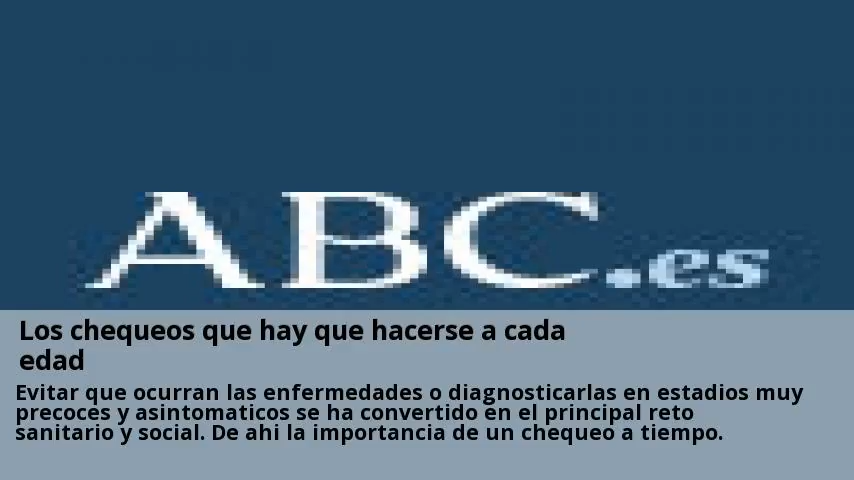 ABC.es
Los chequeos que hay que hacerse a cada
edad
Evitar que ocurran las enfermedades o diagnosticarlas en estadios muy
precoces y asintomaticos se ha convertido en el principal reto
sanitario y social. De ahi la importancia de un chequeo a tiempo.